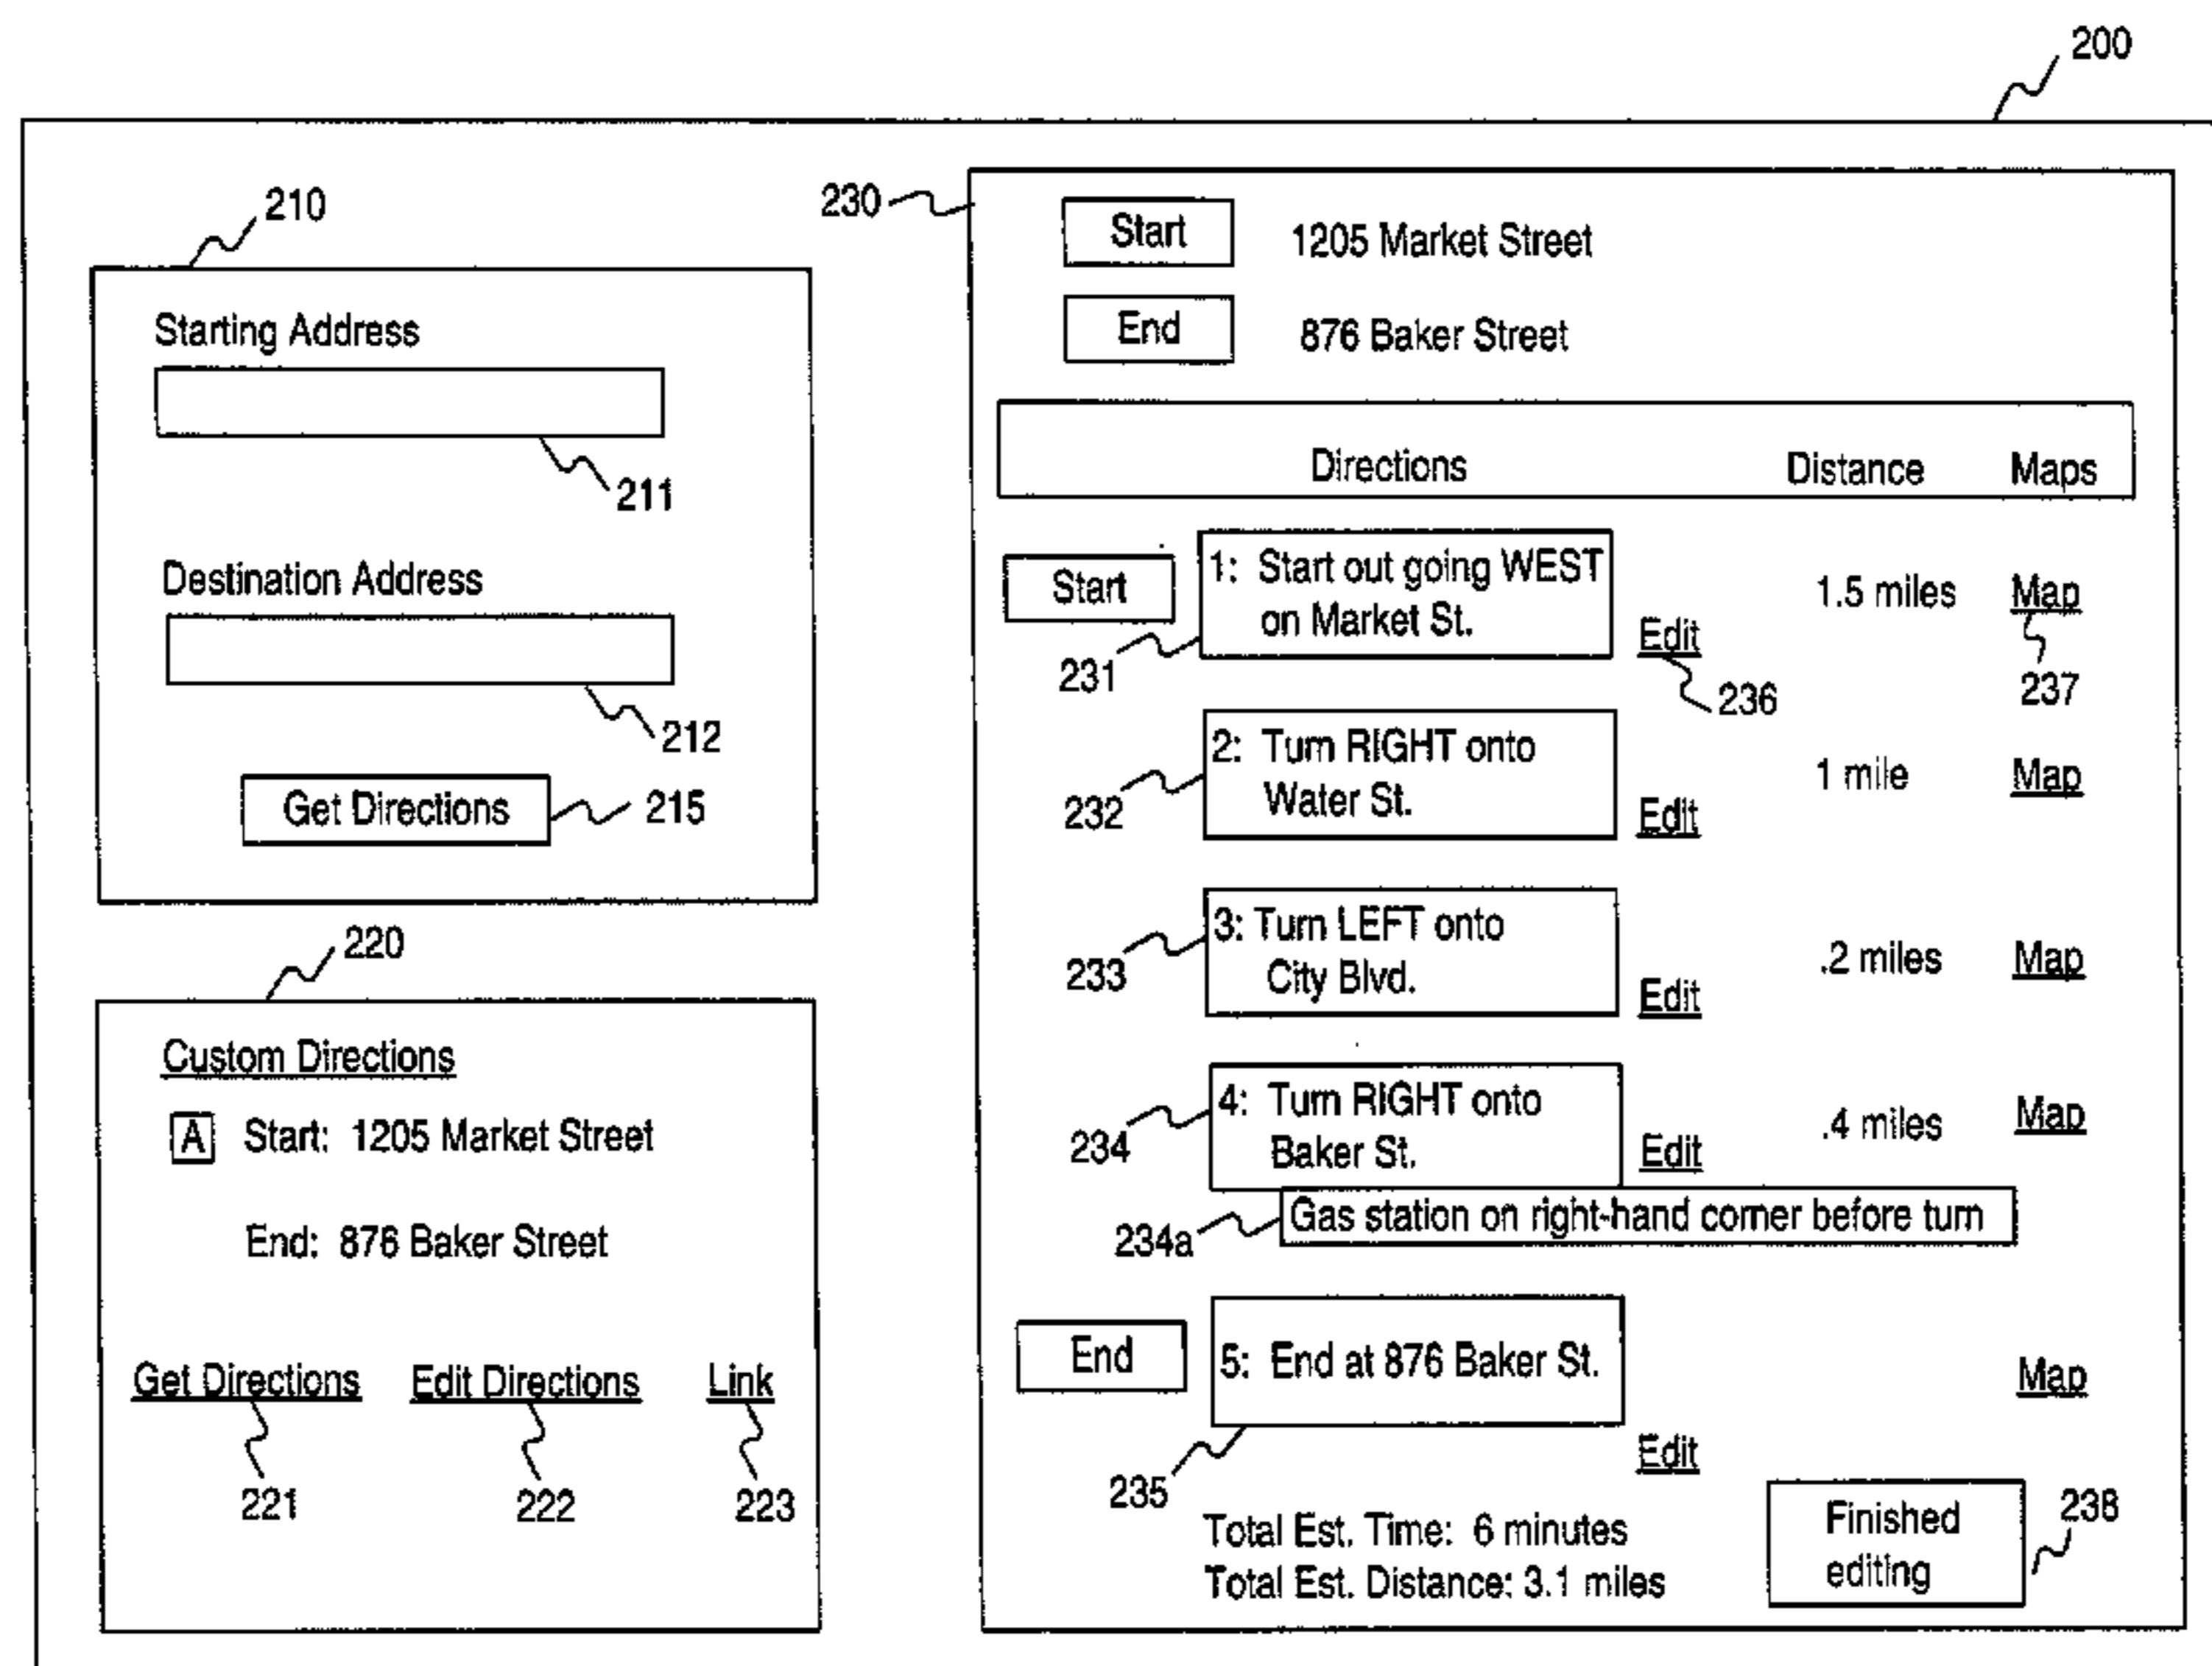 200
210
Starting Address
211
Destination Address
212
Get Directions
215
220
Custom Directions
A Start: 1205 Market Street
End: 876 Baker Street
Get Directions Edit Directions Link
221 222 223
230
Start 1205 Market Street
End 876 Baker Street
Directions Distance Maps
Start 1: Start out going WEST
on Market St. Edit 1.5 miles Map
231 236 237
2: Turn RIGHT onto
Water St. Edit 1 mile Map
232
3: Turn LEFT onto
City Blvd. Edit .2 miles Map
233
4: Turn RIGHT onto
Baker St. Edit .4 miles Map
234
Gas station on right-hand corner before turn
234a
End 5: End at 876 Baker St. Map
Edit
235
Total Est. Time: 6 minutes
Total Est. Distance: 3.1 miles
Finished
editing
238